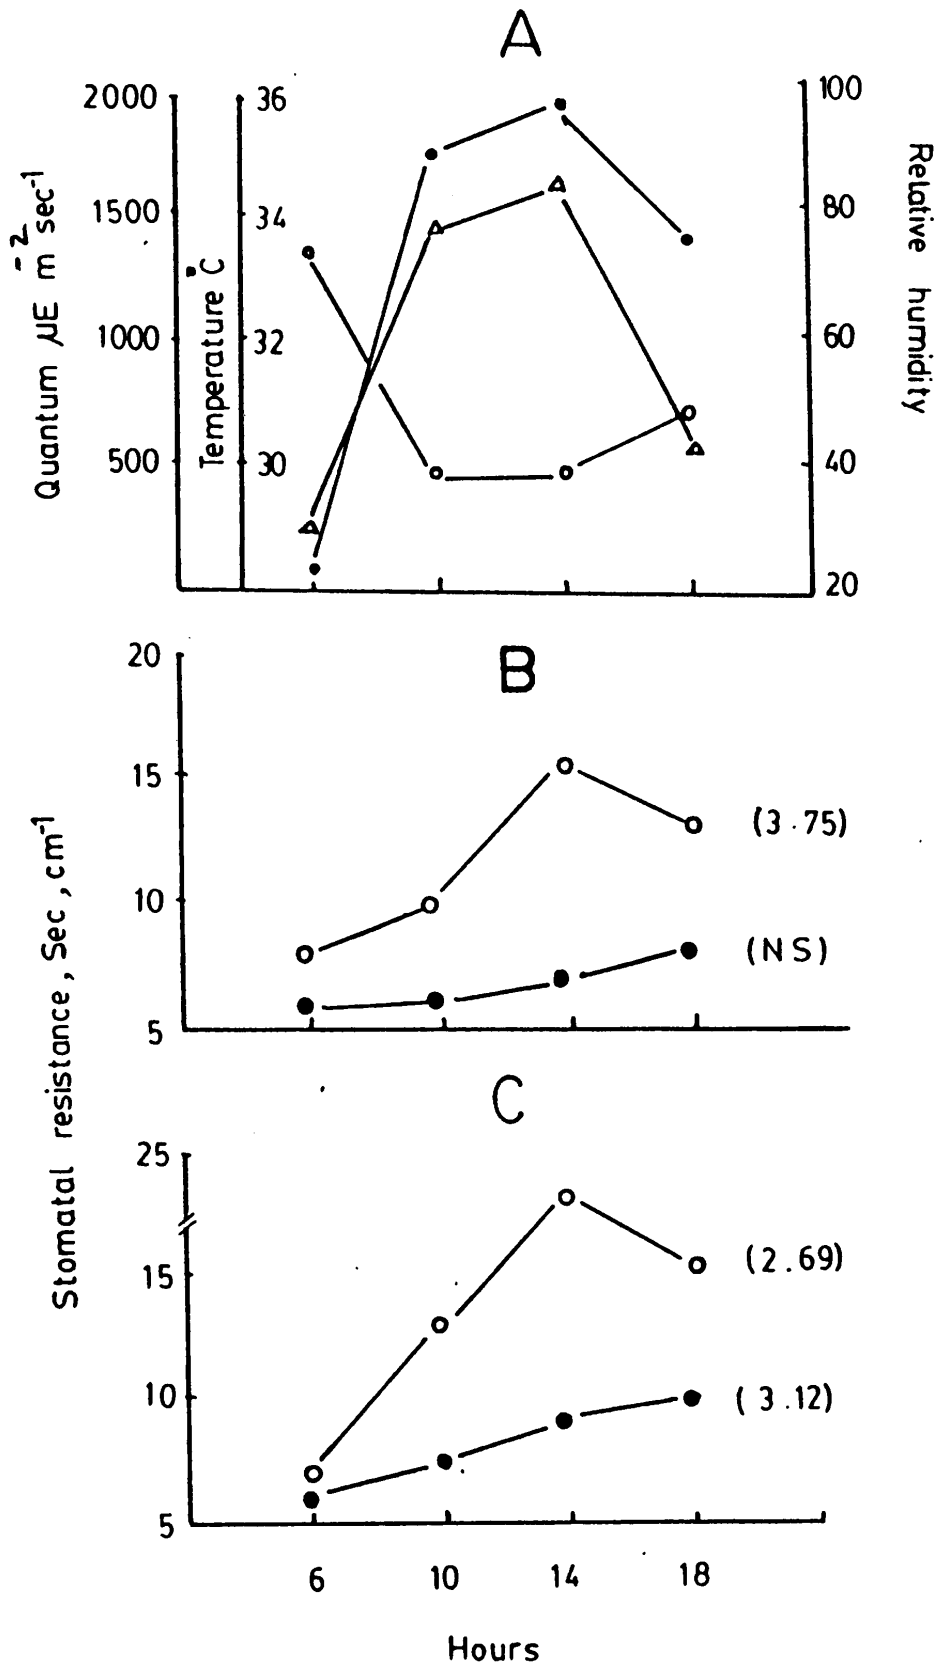 A
2000
1500
1000
500
Quantum µE m⁻² sec⁻¹
36
34
32
30
Temperature °C
100
80
60
40
20
Relative humidity
B
20
15
10
5
(3.75)
(NS)
Stomatal resistance, Sec, cm⁻¹
C
25
15
10
5
(2.69)
(3.12)
6 10 14 18
Hours